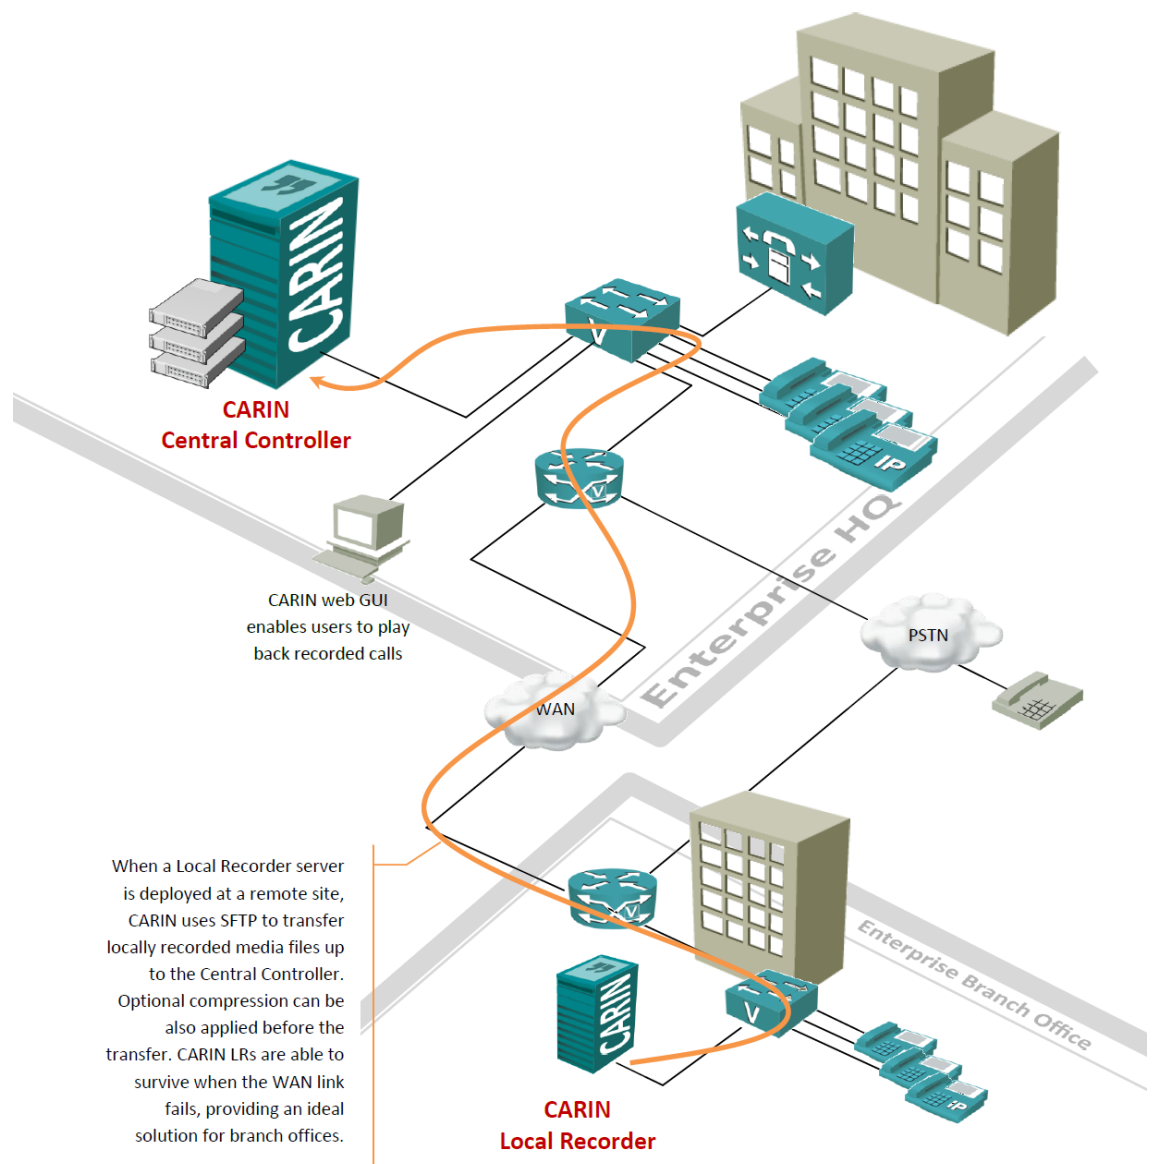 CARIN
CARIN
Central Controller
V
IP
V
Enterprise HQ
CARIN web GUI
enables users to play
back recorded calls
PSTN
WAN
When a Local Recorder server
is deployed at a remote site,
CARIN uses SFTP to transfer
locally recorded media files up
to the Central Controller.
Optional compression can be
also applied before the
transfer. CARIN LRs are able to
survive when the WAN link
fails, providing an ideal
solution for branch offices.
V
Enterprise Branch Office
CARIN
V
IP
CARIN
Local Recorder